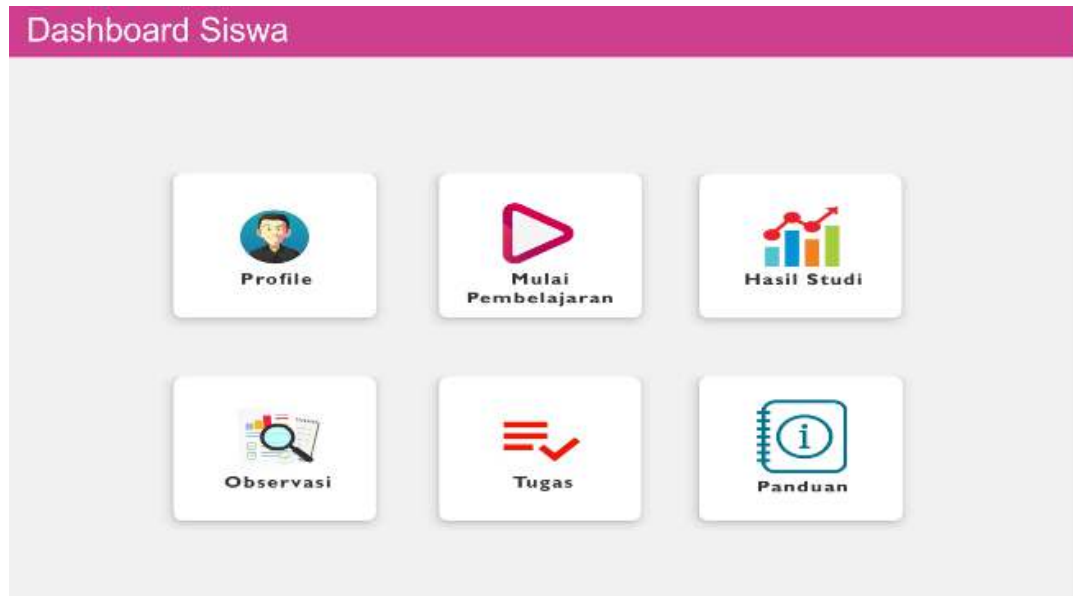 Dashboard Siswa
Profile
Mulai
Pembelajaran
Hasil Studi
Observasi
Tugas
Panduan